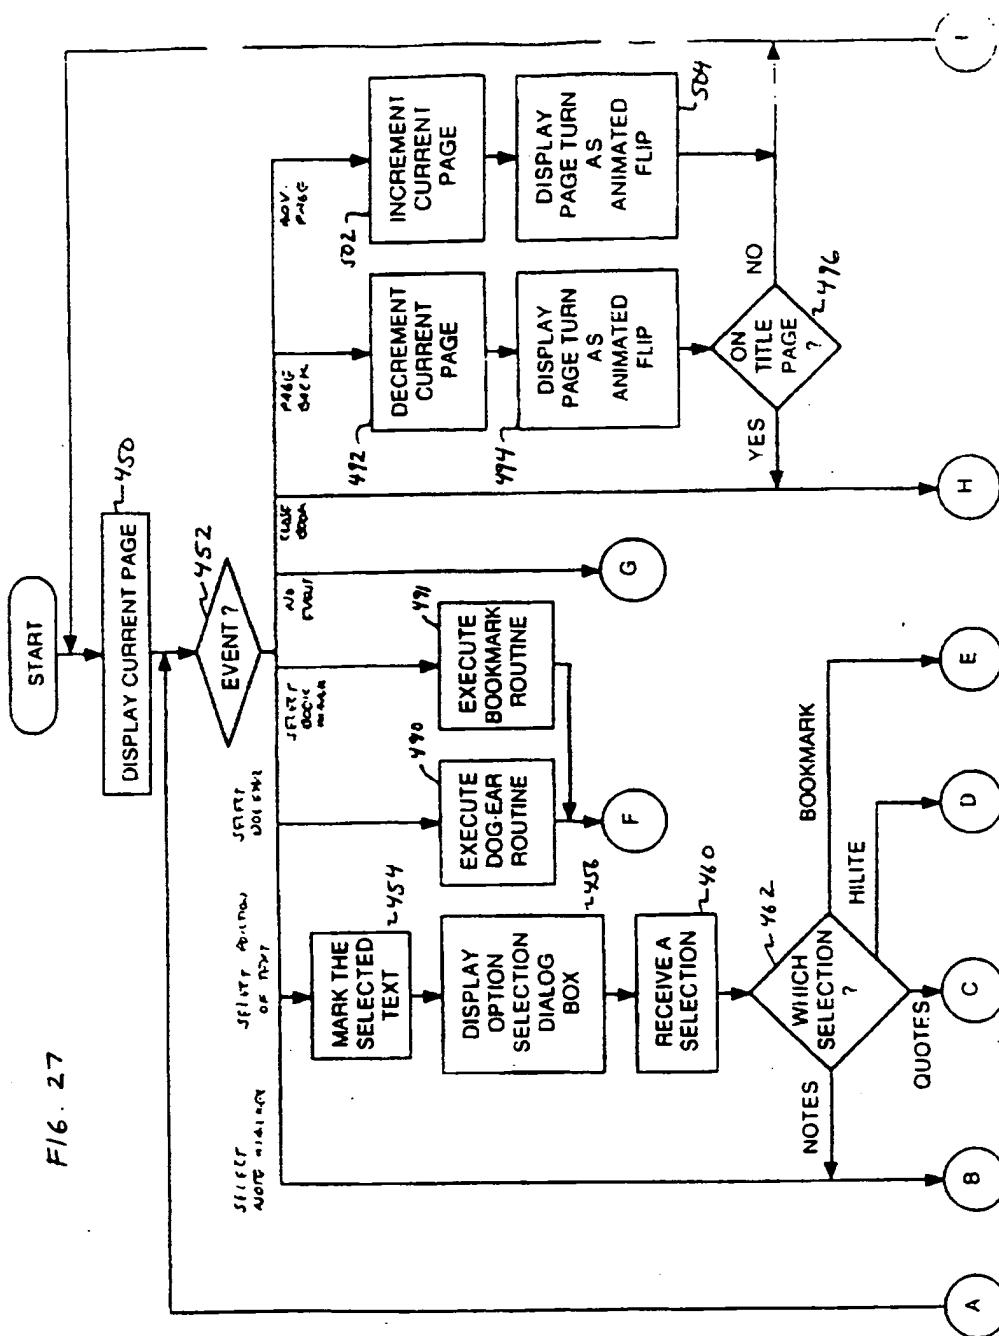 FIG. 27
START
DISPLAY CURRENT PAGE
450
EVENT ?
452
SELECT
NOTE
SELECT PORTION
OF TEXT
SELECT
DOG EAR
SELECT
BOOK
MARK
NO
EVENT
CLOSE
BOOK
PAGE
BACK
ADV.
PAGE
MARK THE
SELECTED
TEXT
454
DISPLAY
OPTION
SELECTION
DIALOG
BOX
456
RECEIVE A
SELECTION
460
WHICH
SELECTION
?
462
NOTES
QUOTES
HILITE
BOOKMARK
490
EXECUTE
DOG-EAR
ROUTINE
491
EXECUTE
BOOKMARK
ROUTINE
492
DECREMENT
CURRENT
PAGE
494
DISPLAY
PAGE TURN
AS
ANIMATED
FLIP
ON
TITLE
PAGE
?
496
YES
NO
502
INCREMENT
CURRENT
PAGE
DISPLAY
PAGE TURN
AS
ANIMATED
FLIP
504
A
B
C
D
E
F
G
H
I